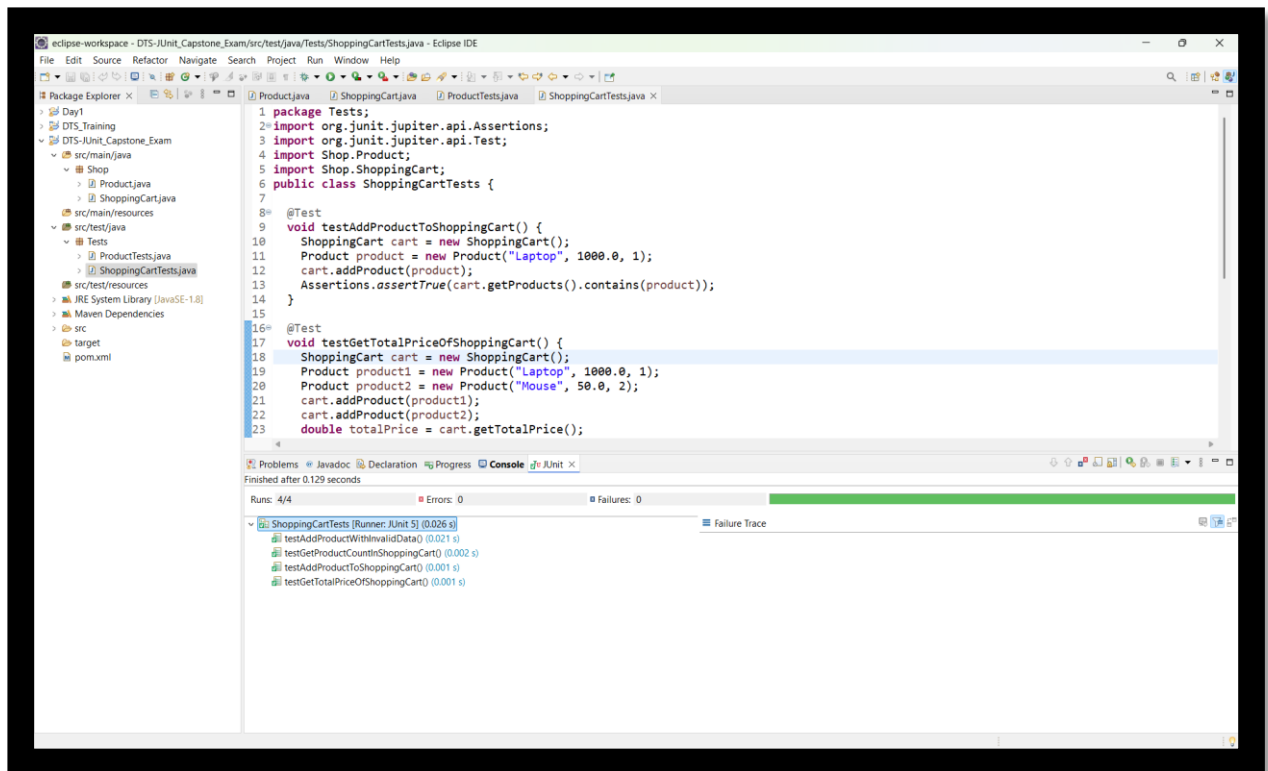 eclipse-workspace - DTS-JUnit_Capstone_Exam/src/test/java/Tests/ShoppingCartTests.java - Eclipse IDE
File Edit Source Refactor Navigate Search Project Run Window Help
Package Explorer
Product.java ShoppingCart.java ProductTests.java ShoppingCartTests.java
Day1
DTS_Training
DTS-JUnit_Capstone_Exam
src/main/java
Shop
Product.java
ShoppingCart.java
src/main/resources
src/test/java
Tests
ProductTests.java
ShoppingCartTests.java
src/test/resources
JRE System Library [JavaSE-1.8]
Maven Dependencies
src
target
pom.xml
1 package Tests;
2 import org.junit.jupiter.api.Assertions;
3 import org.junit.jupiter.api.Test;
4 import Shop.Product;
5 import Shop.ShoppingCart;
6 public class ShoppingCartTests {
7
8 @Test
9 void testAddProductToShoppingCart() {
10 ShoppingCart cart = new ShoppingCart();
11 Product product = new Product("Laptop", 1000.0, 1);
12 cart.addProduct(product);
13 Assertions.assertTrue(cart.getProducts().contains(product));
14 }
15
16 @Test
17 void testGetTotalPriceOfShoppingCart() {
18 ShoppingCart cart = new ShoppingCart();
19 Product product1 = new Product("Laptop", 1000.0, 1);
20 Product product2 = new Product("Mouse", 50.0, 2);
21 cart.addProduct(product1);
22 cart.addProduct(product2);
23 double totalPrice = cart.getTotalPrice();
Problems Javadoc Declaration Progress Console JUnit
Finished after 0.129 seconds
Runs: 4/4 Errors: 0 Failures: 0
ShoppingCartTests [Runner: JUnit 5] (0.026 s)
testAddProductWithInvalidData() (0.021 s)
testGetProductCountInShoppingCart() (0.002 s)
testAddProductToShoppingCart() (0.001 s)
testGetTotalPriceOfShoppingCart() (0.001 s)
Failure Trace